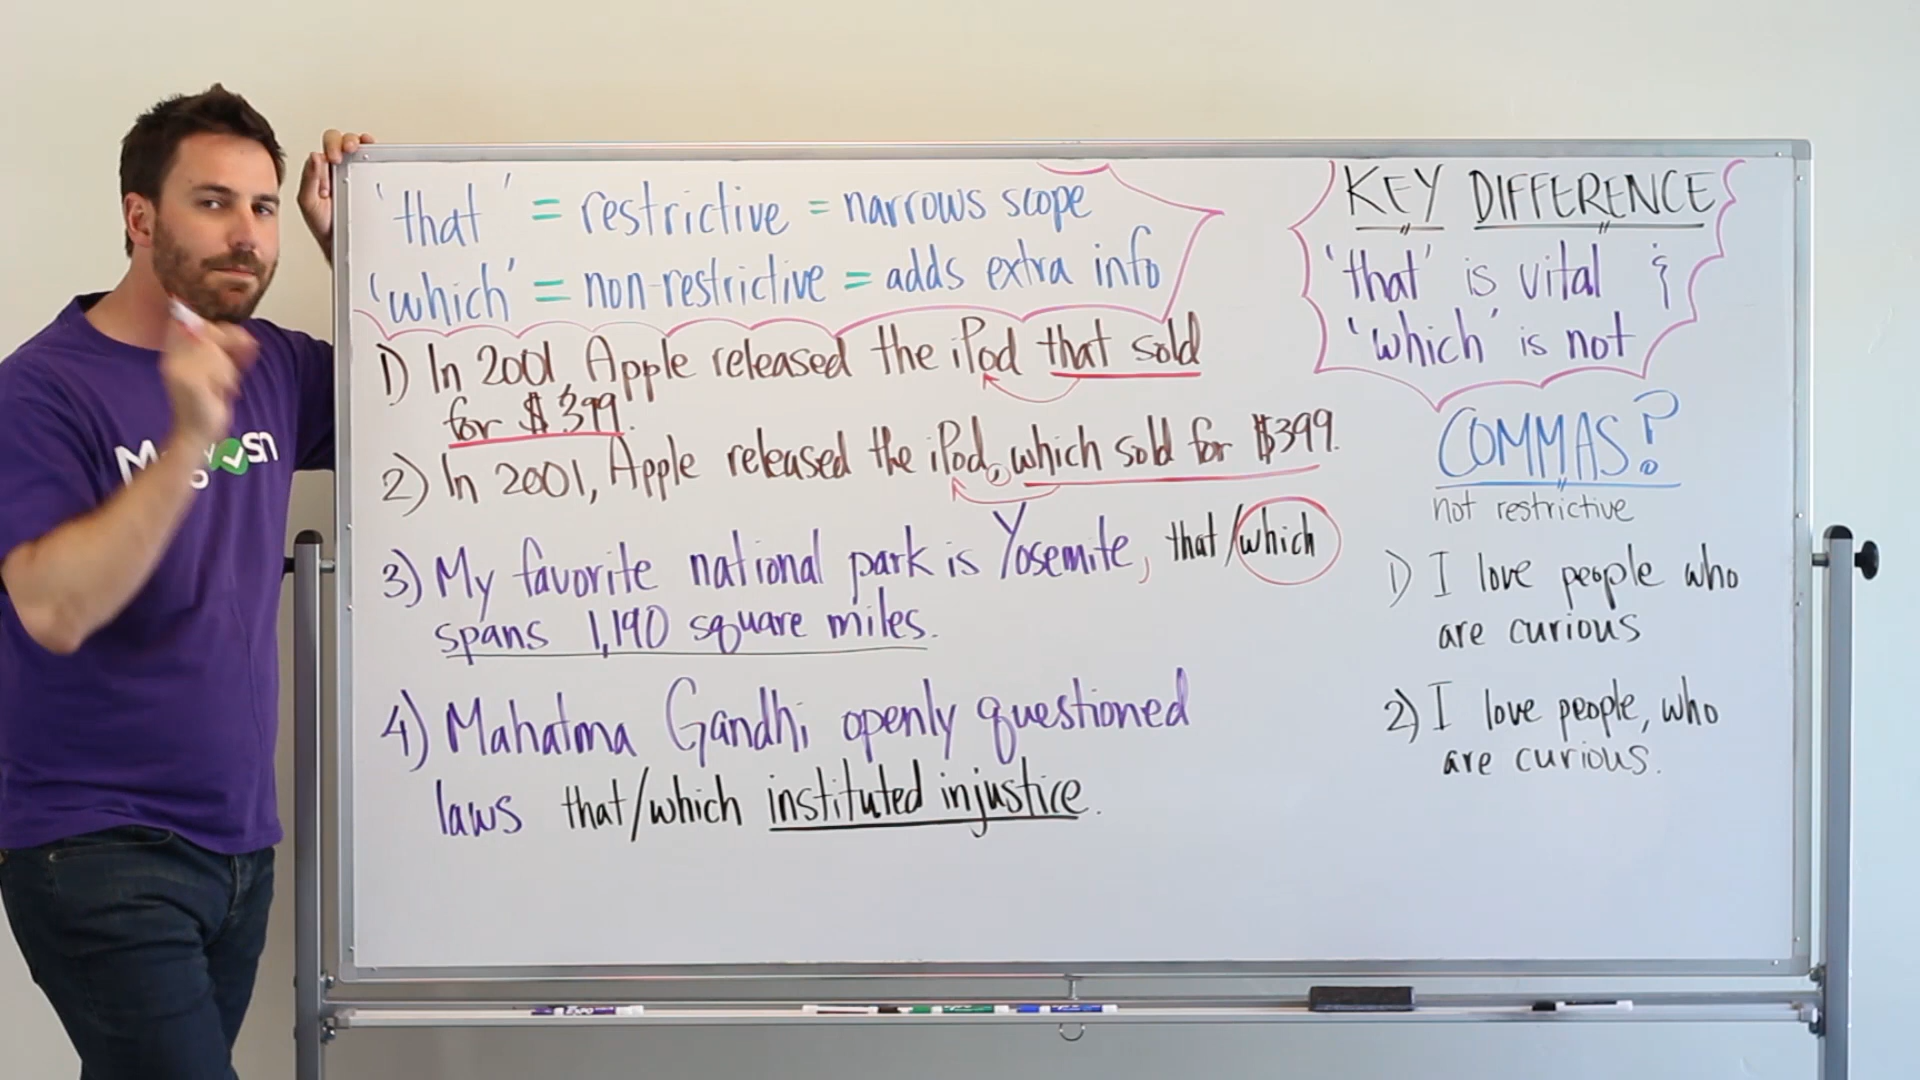 'that' = restrictive = narrows scope
'which' = non-restrictive = adds extra info
1) In 2001, Apple released the iPod that sold
for $399.
2) In 2001, Apple released the iPod, which sold for $399.
3) My favorite national park is Yosemite, that/which
spans 1,190 square miles.
4) Mahatma Gandhi openly questioned
laws that/which instituted injustice.
KEY DIFFERENCE
'that' is vital &
'which' is not
COMMAS?
not restrictive
1) I love people who
are curious
2) I love people, who
are curious.
EXPO